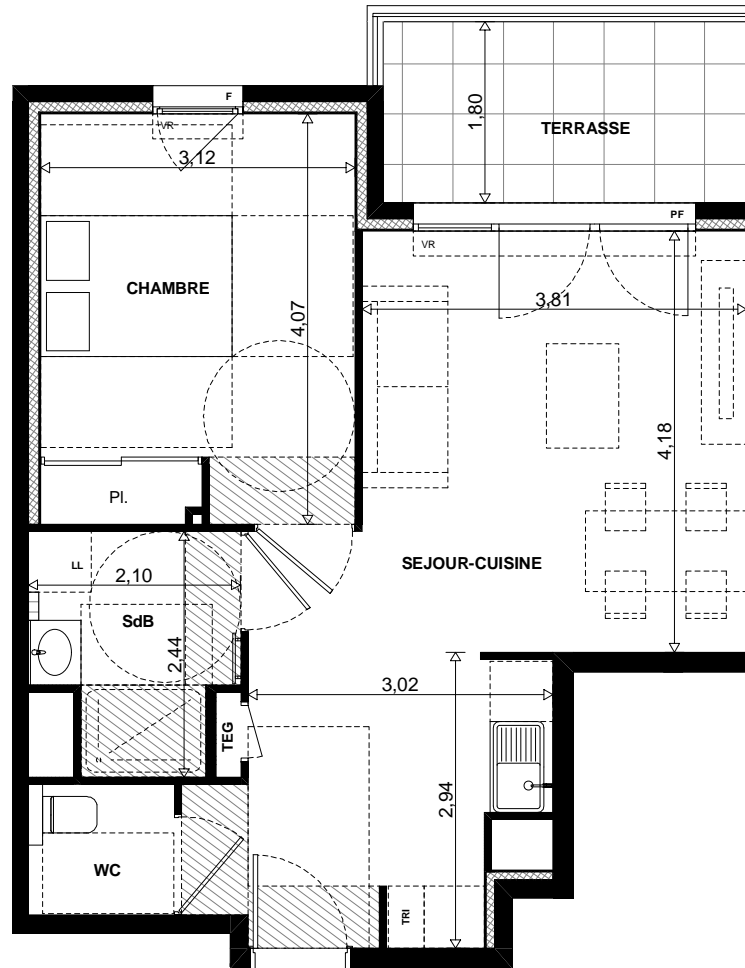 F
VR
1,80
TERRASSE
3,12
PF
VR
CHAMBRE
4,07
3,81
4,18
Pl.
SEJOUR-CUISINE
LL
2,10
SdB
2,44
3,02
TEG
2,94
WC
TRI